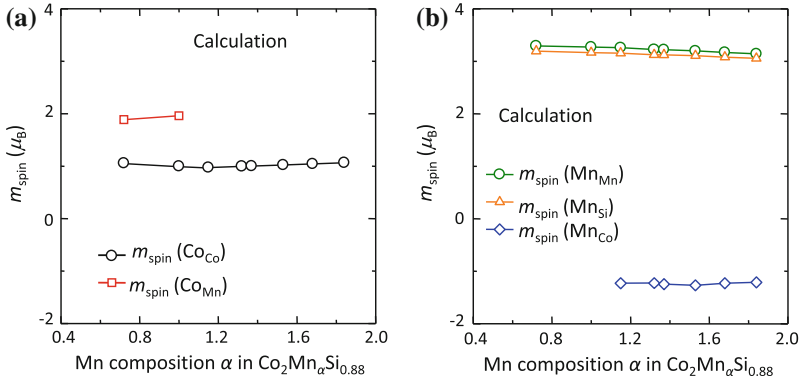 (a)
Calculation
4
2
0
-2
m_spin (μ_B)
m_spin (Co_Co)
m_spin (Co_Mn)
0.4 0.8 1.2 1.6 2.0
Mn composition α in Co₂Mn_αSi₀.₈₈
(b)
4
2
0
-2
m_spin (μ_B)
Calculation
m_spin (Mn_Mn)
m_spin (Mn_Si)
m_spin (Mn_Co)
0.4 0.8 1.2 1.6 2.0
Mn composition α in Co₂Mn_αSi₀.₈₈